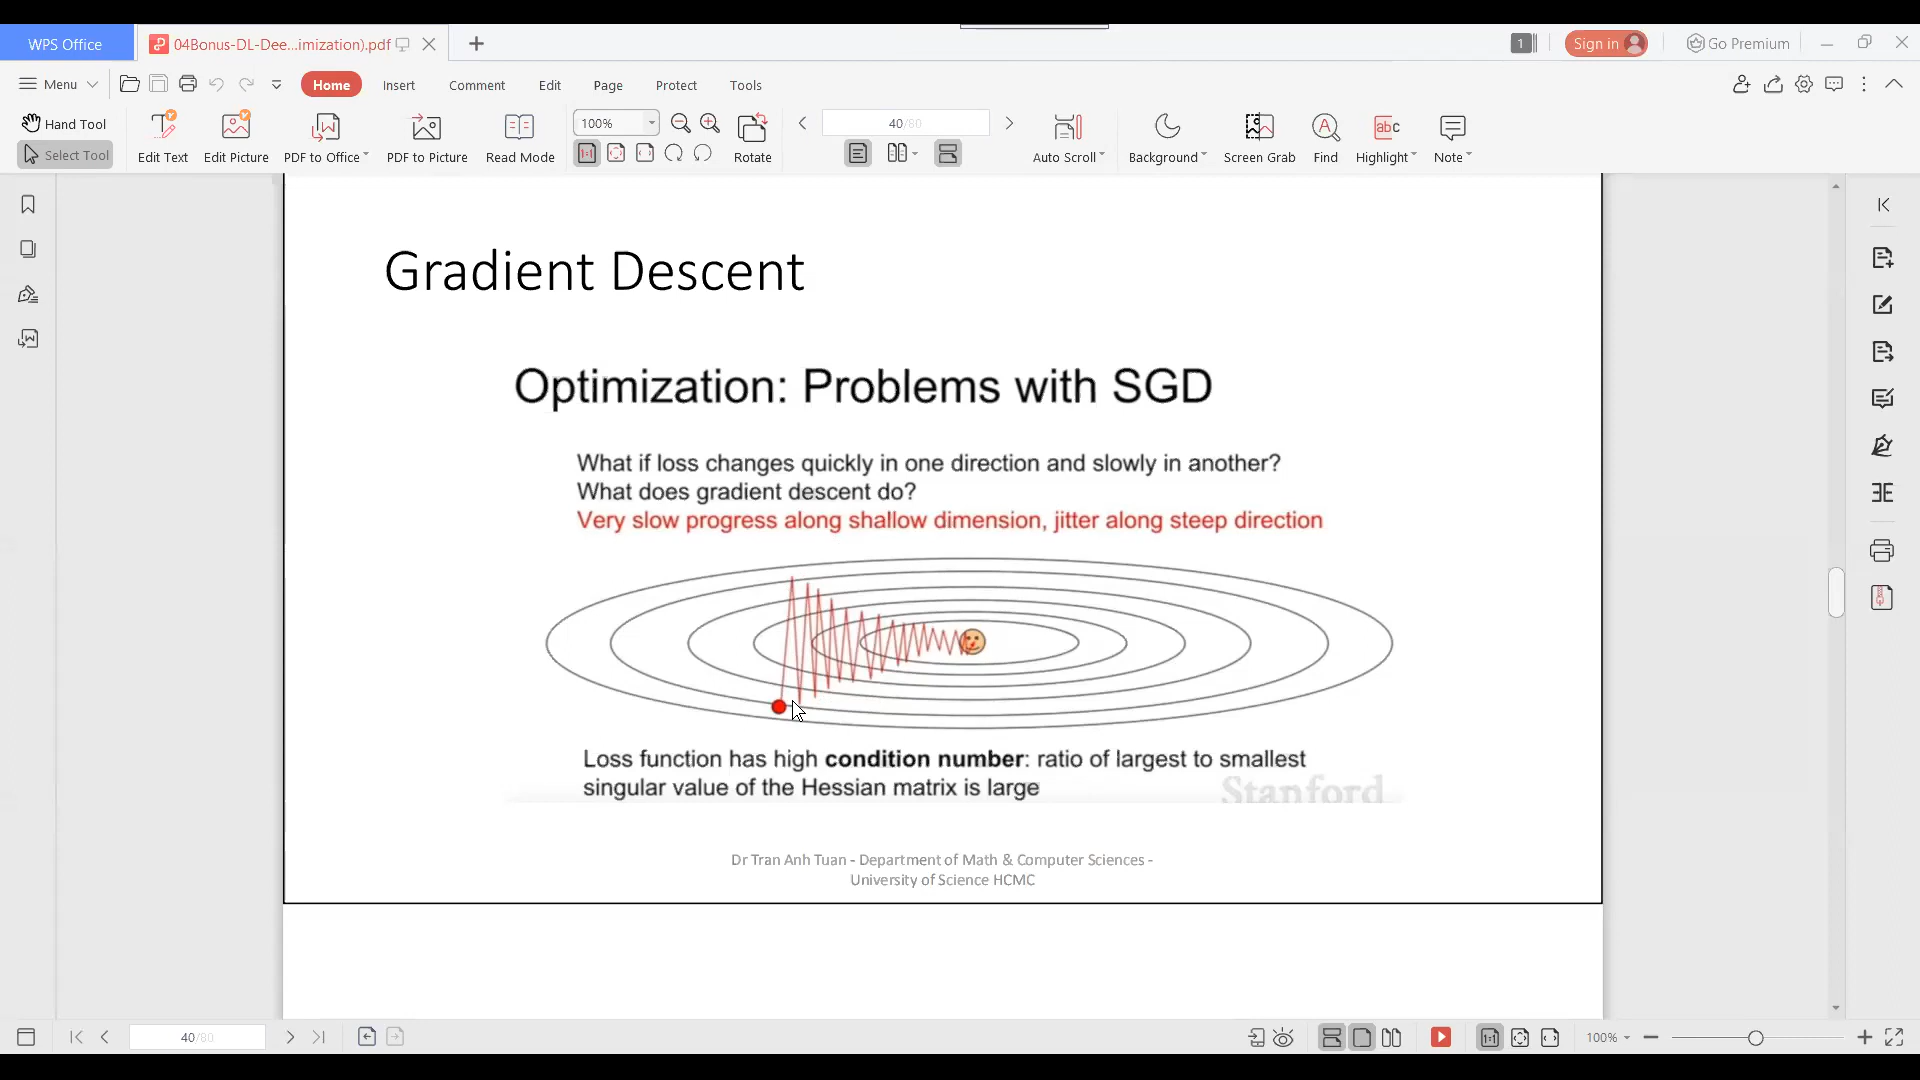 WPS Office
04Bonus-DL-Dee...imization).pdf
1
Sign in
Go Premium
Menu
Home
Insert
Comment
Edit
Page
Protect
Tools
Hand Tool
Select Tool
Edit Text
Edit Picture
PDF to Office
PDF to Picture
Read Mode
100%
Rotate
40/80
Auto Scroll
Background
Screen Grab
Find
Highlight
Note
Gradient Descent
Optimization: Problems with SGD
What if loss changes quickly in one direction and slowly in another?
What does gradient descent do?
Very slow progress along shallow dimension, jitter along steep direction
Loss function has high condition number: ratio of largest to smallest
singular value of the Hessian matrix is large
Stanford
Dr Tran Anh Tuan - Department of Math & Computer Sciences -
University of Science HCMC
40/80
100%